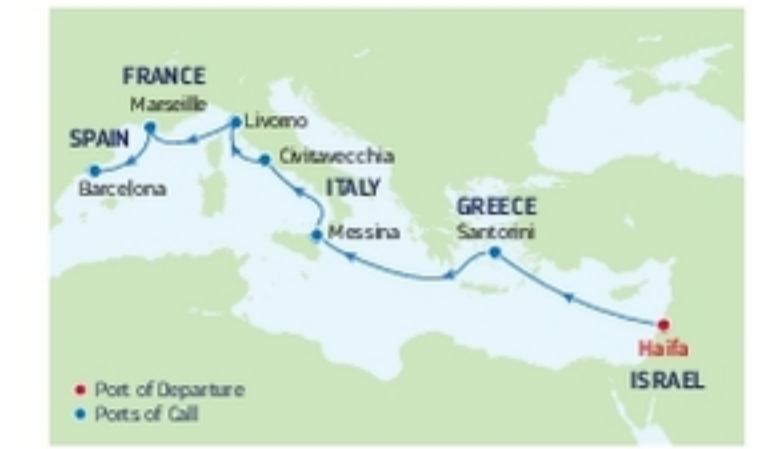 FRANCE
Marseille
Livorno
SPAIN
Civitavecchia
Barcelona
ITALY
GREECE
Messina
Santorini
Haifa
ISRAEL
Port of Departure
Ports of Call